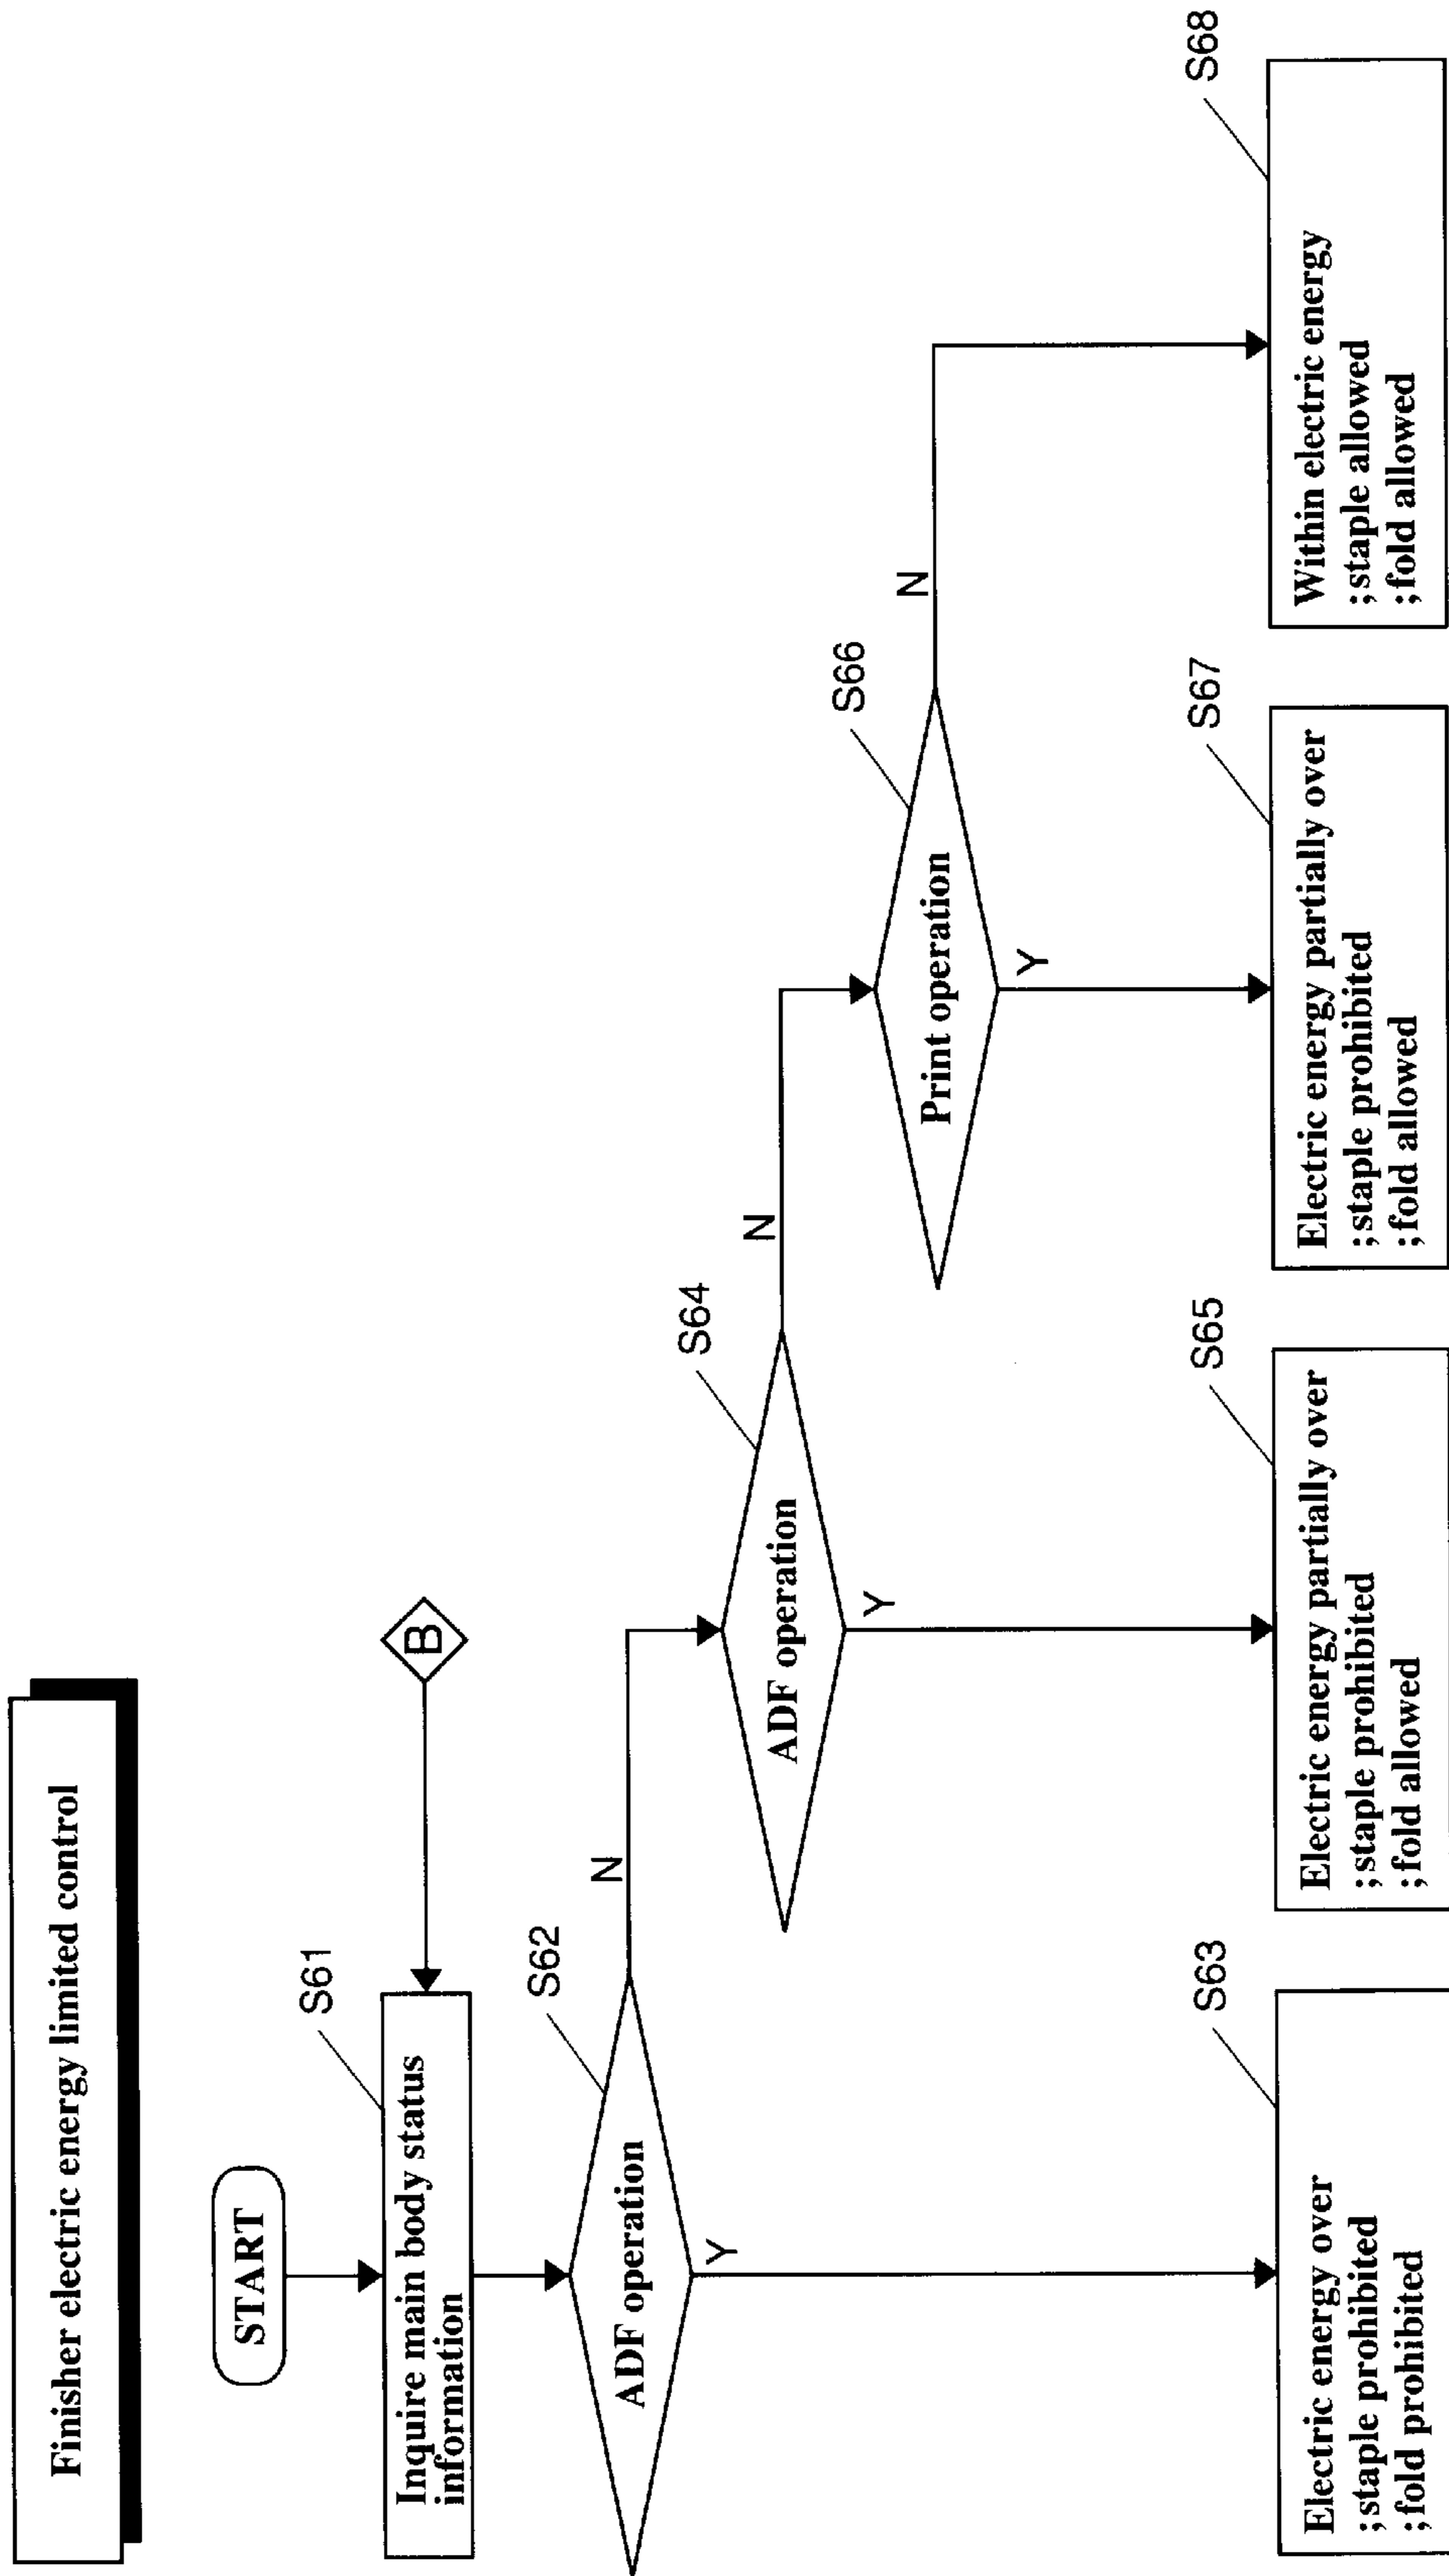 Finisher electric energy limited control
START
S61
Inquire main body status
information
B
S62
ADF operation
N
Y
S64
ADF operation
N
Y
S66
Print operation
N
Y
S63
Electric energy over
;staple prohibited
;fold prohibited
S65
Electric energy partially over
;staple prohibited
;fold allowed
S67
Electric energy partially over
;staple prohibited
;fold allowed
S68
Within electric energy
;staple allowed
;fold allowed